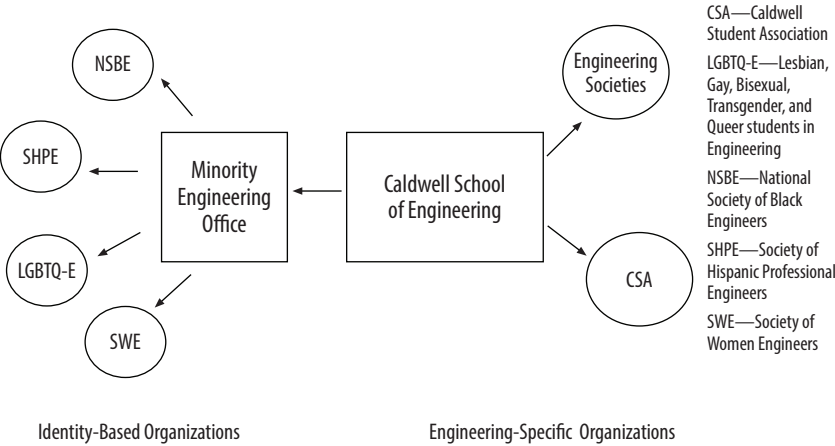 NSBE
SHPE
LGBTQ-E
SWE
Minority
Engineering
Office
Caldwell School
of Engineering
Engineering
Societies
CSA
CSA—Caldwell
Student Association
LGBTQ-E—Lesbian,
Gay, Bisexual,
Transgender, and
Queer students in
Engineering
NSBE—National
Society of Black
Engineers
SHPE—Society of
Hispanic Professional
Engineers
SWE—Society of
Women Engineers
Identity-Based Organizations
Engineering-Specific Organizations